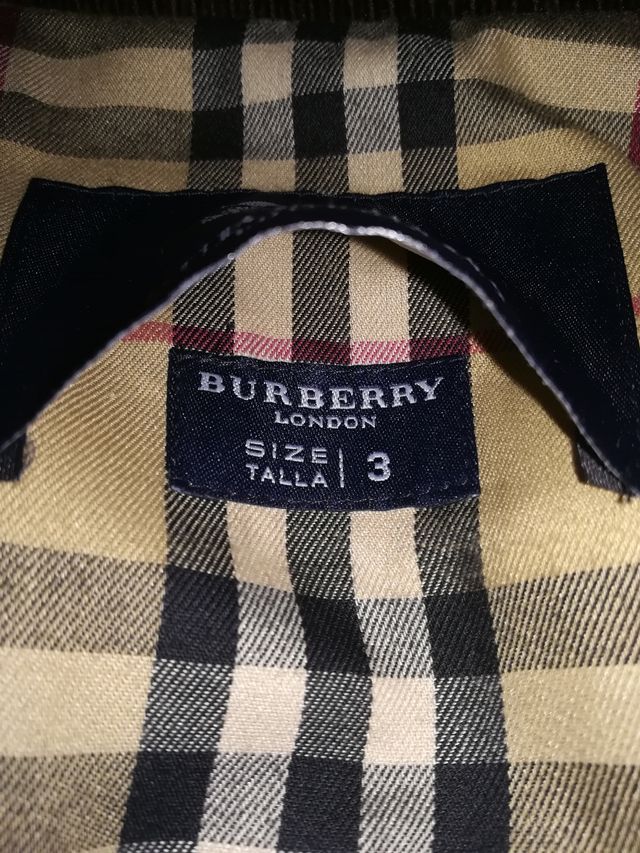 BURBERRY
LONDON
SIZE
TALLA | 3